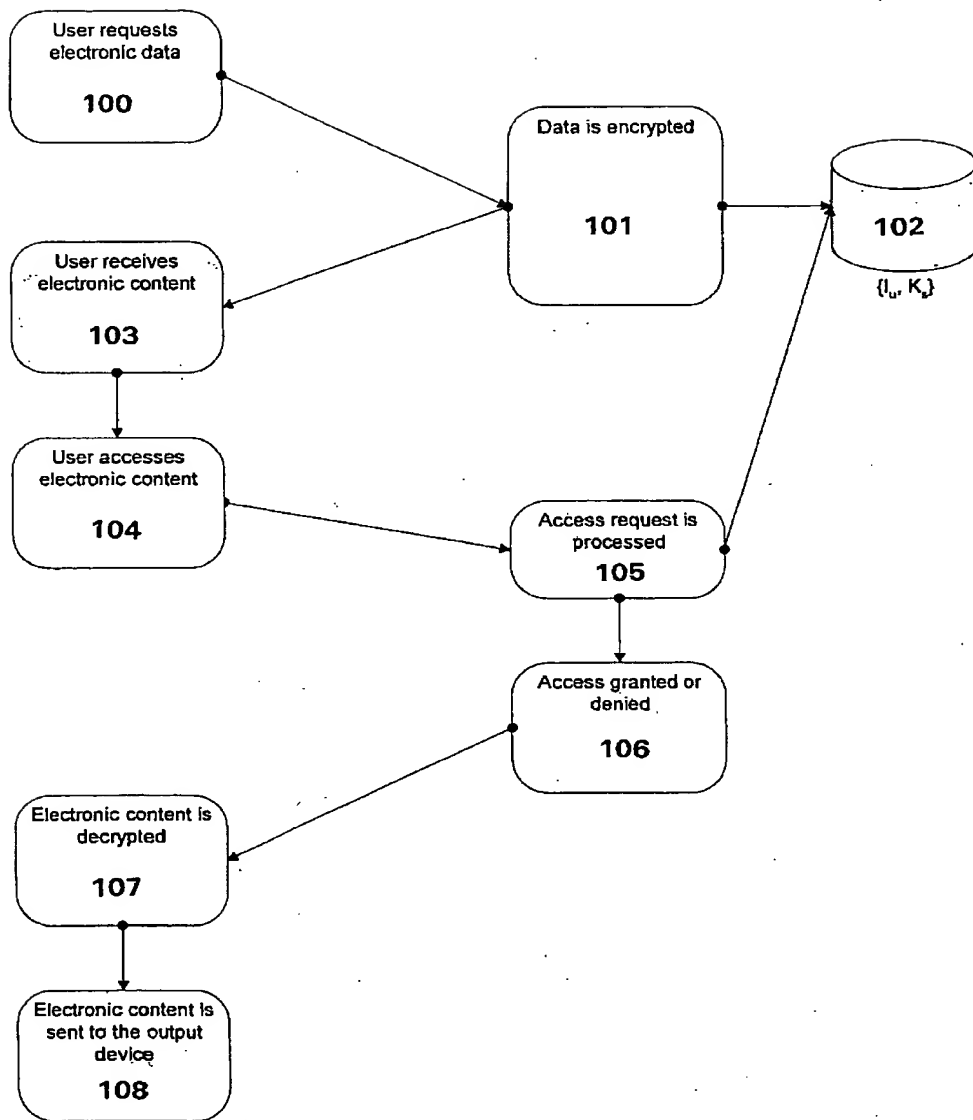 User requests
electronic data
100
Data is encrypted
101
102
{I_u, K_s}
User receives
electronic content
103
User accesses
electronic content
104
Access request is
processed
105
Access granted or
denied
106
Electronic content is
decrypted
107
Electronic content is
sent to the output
device
108